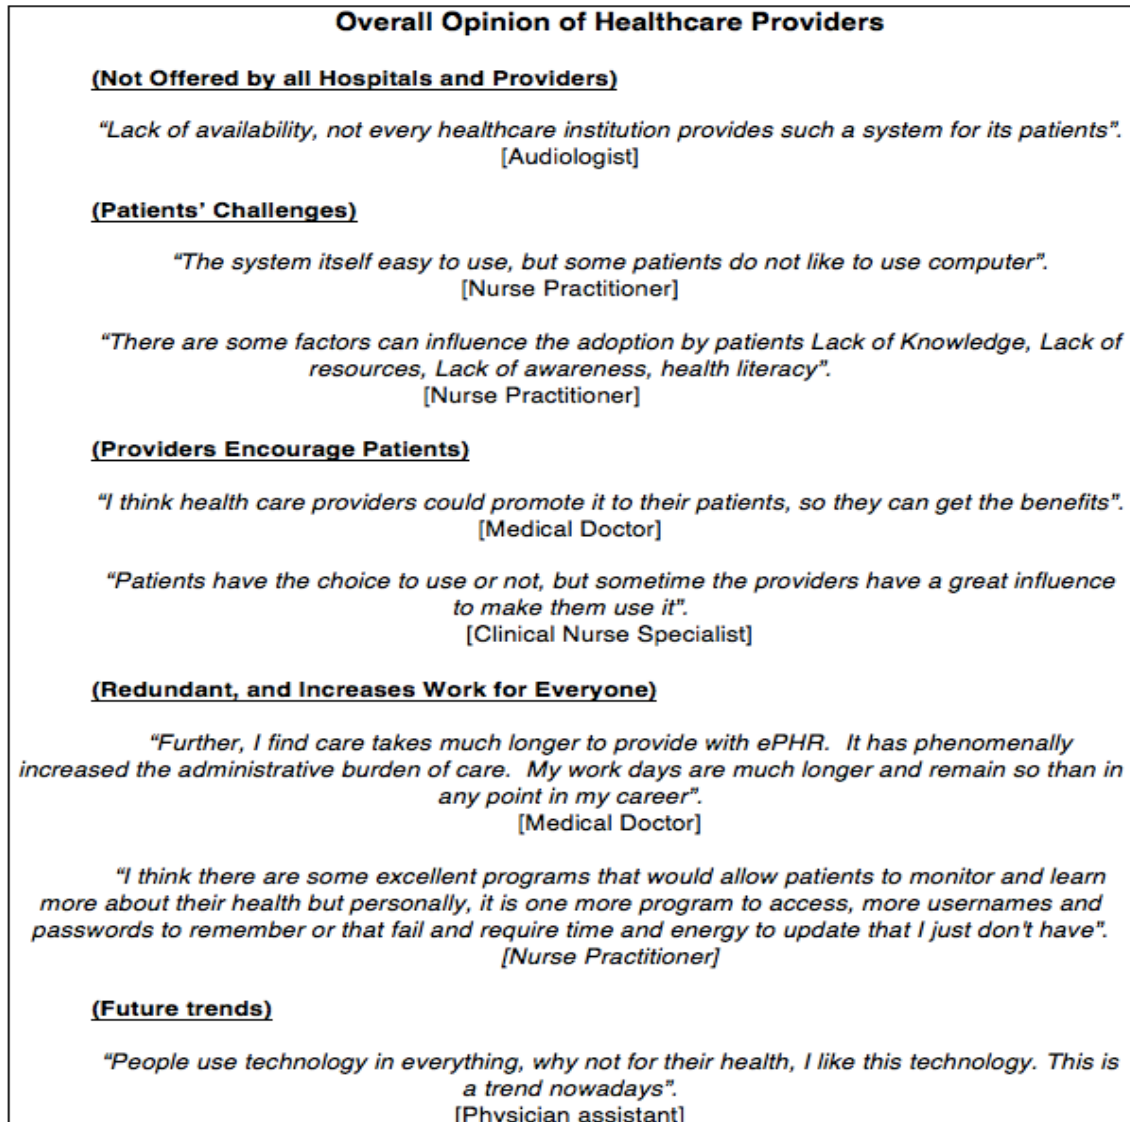 Overall Opinion of Healthcare Providers
(Not Offered by all Hospitals and Providers)
“Lack of availability, not every healthcare institution provides such a system for its patients”.
[Audiologist]
(Patients’ Challenges)
“The system itself easy to use, but some patients do not like to use computer”.
[Nurse Practitioner]
“There are some factors can influence the adoption by patients Lack of Knowledge, Lack of
resources, Lack of awareness, health literacy”.
[Nurse Practitioner]
(Providers Encourage Patients)
“I think health care providers could promote it to their patients, so they can get the benefits”.
[Medical Doctor]
“Patients have the choice to use or not, but sometime the providers have a great influence
to make them use it”.
[Clinical Nurse Specialist]
(Redundant, and Increases Work for Everyone)
“Further, I find care takes much longer to provide with ePHR.  It has phenomenally
increased the administrative burden of care.  My work days are much longer and remain so than in
any point in my career”.
[Medical Doctor]
“I think there are some excellent programs that would allow patients to monitor and learn
more about their health but personally, it is one more program to access, more usernames and
passwords to remember or that fail and require time and energy to update that I just don't have”.
[Nurse Practitioner]
(Future trends)
“People use technology in everything, why not for their health, I like this technology. This is
a trend nowadays”.
[Physician assistant]